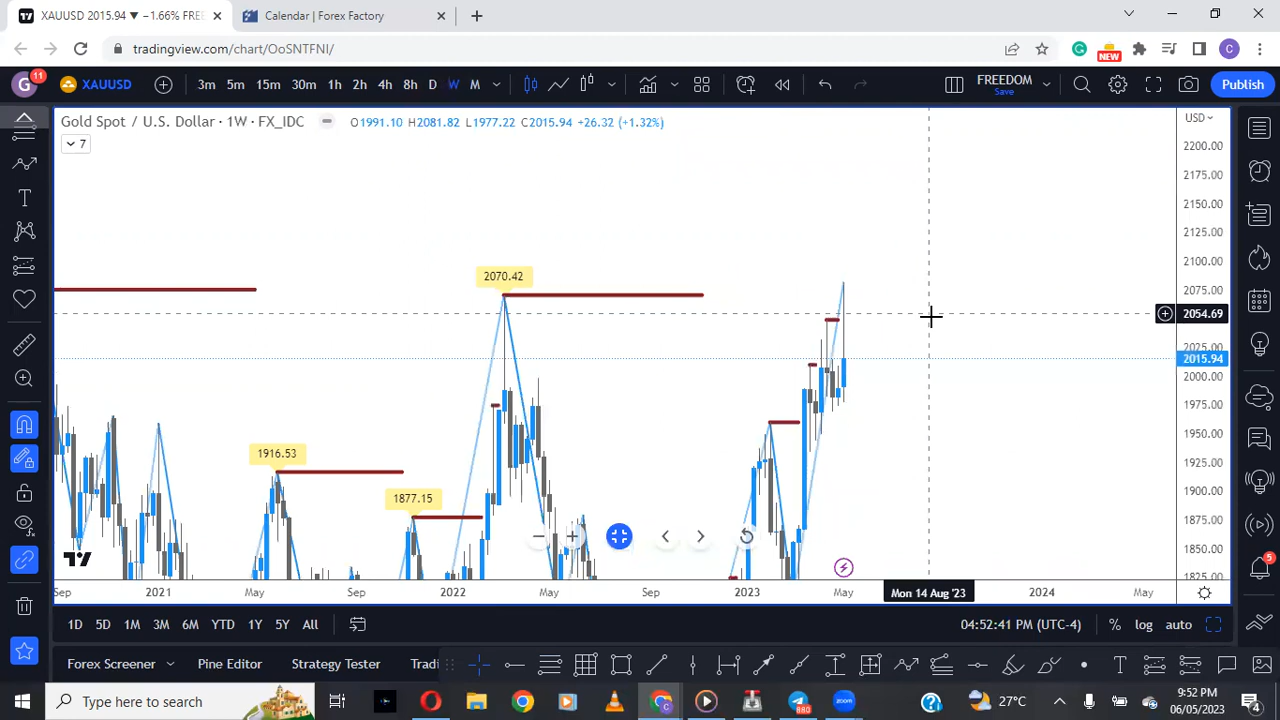 XAUUSD 2015.94 ▼ −1.66% FREE
Calendar | Forex Factory
tradingview.com/chart/OoSNTFNI/
NEW
C
G
11
XAUUSD
3m 5m 15m 30m 1h 2h 4h 8h D W M
FREEDOM
Save
Publish
Gold Spot / U.S. Dollar · 1W · FX_IDC
O1991.10 H2081.82 L1977.22 C2015.94 +26.32 (+1.32%)
7
USD
2200.00
2175.00
2150.00
2125.00
2100.00
2075.00
2054.69
2025.00
2015.94
2000.00
1975.00
1950.00
1925.00
1900.00
1875.00
1850.00
1825.00
2070.42
1916.53
1877.15
Sep 2021 May Sep 2022 May Sep 2023 May Mon 14 Aug '23 2024 May
1D 5D 1M 3M 6M YTD 1Y 5Y All
04:52:41 PM (UTC-4)
% log auto
5
Forex Screener
Pine Editor
Strategy Tester
Tradi
Type here to search
880
zoom
27°C
9:52 PM
06/05/2023
4